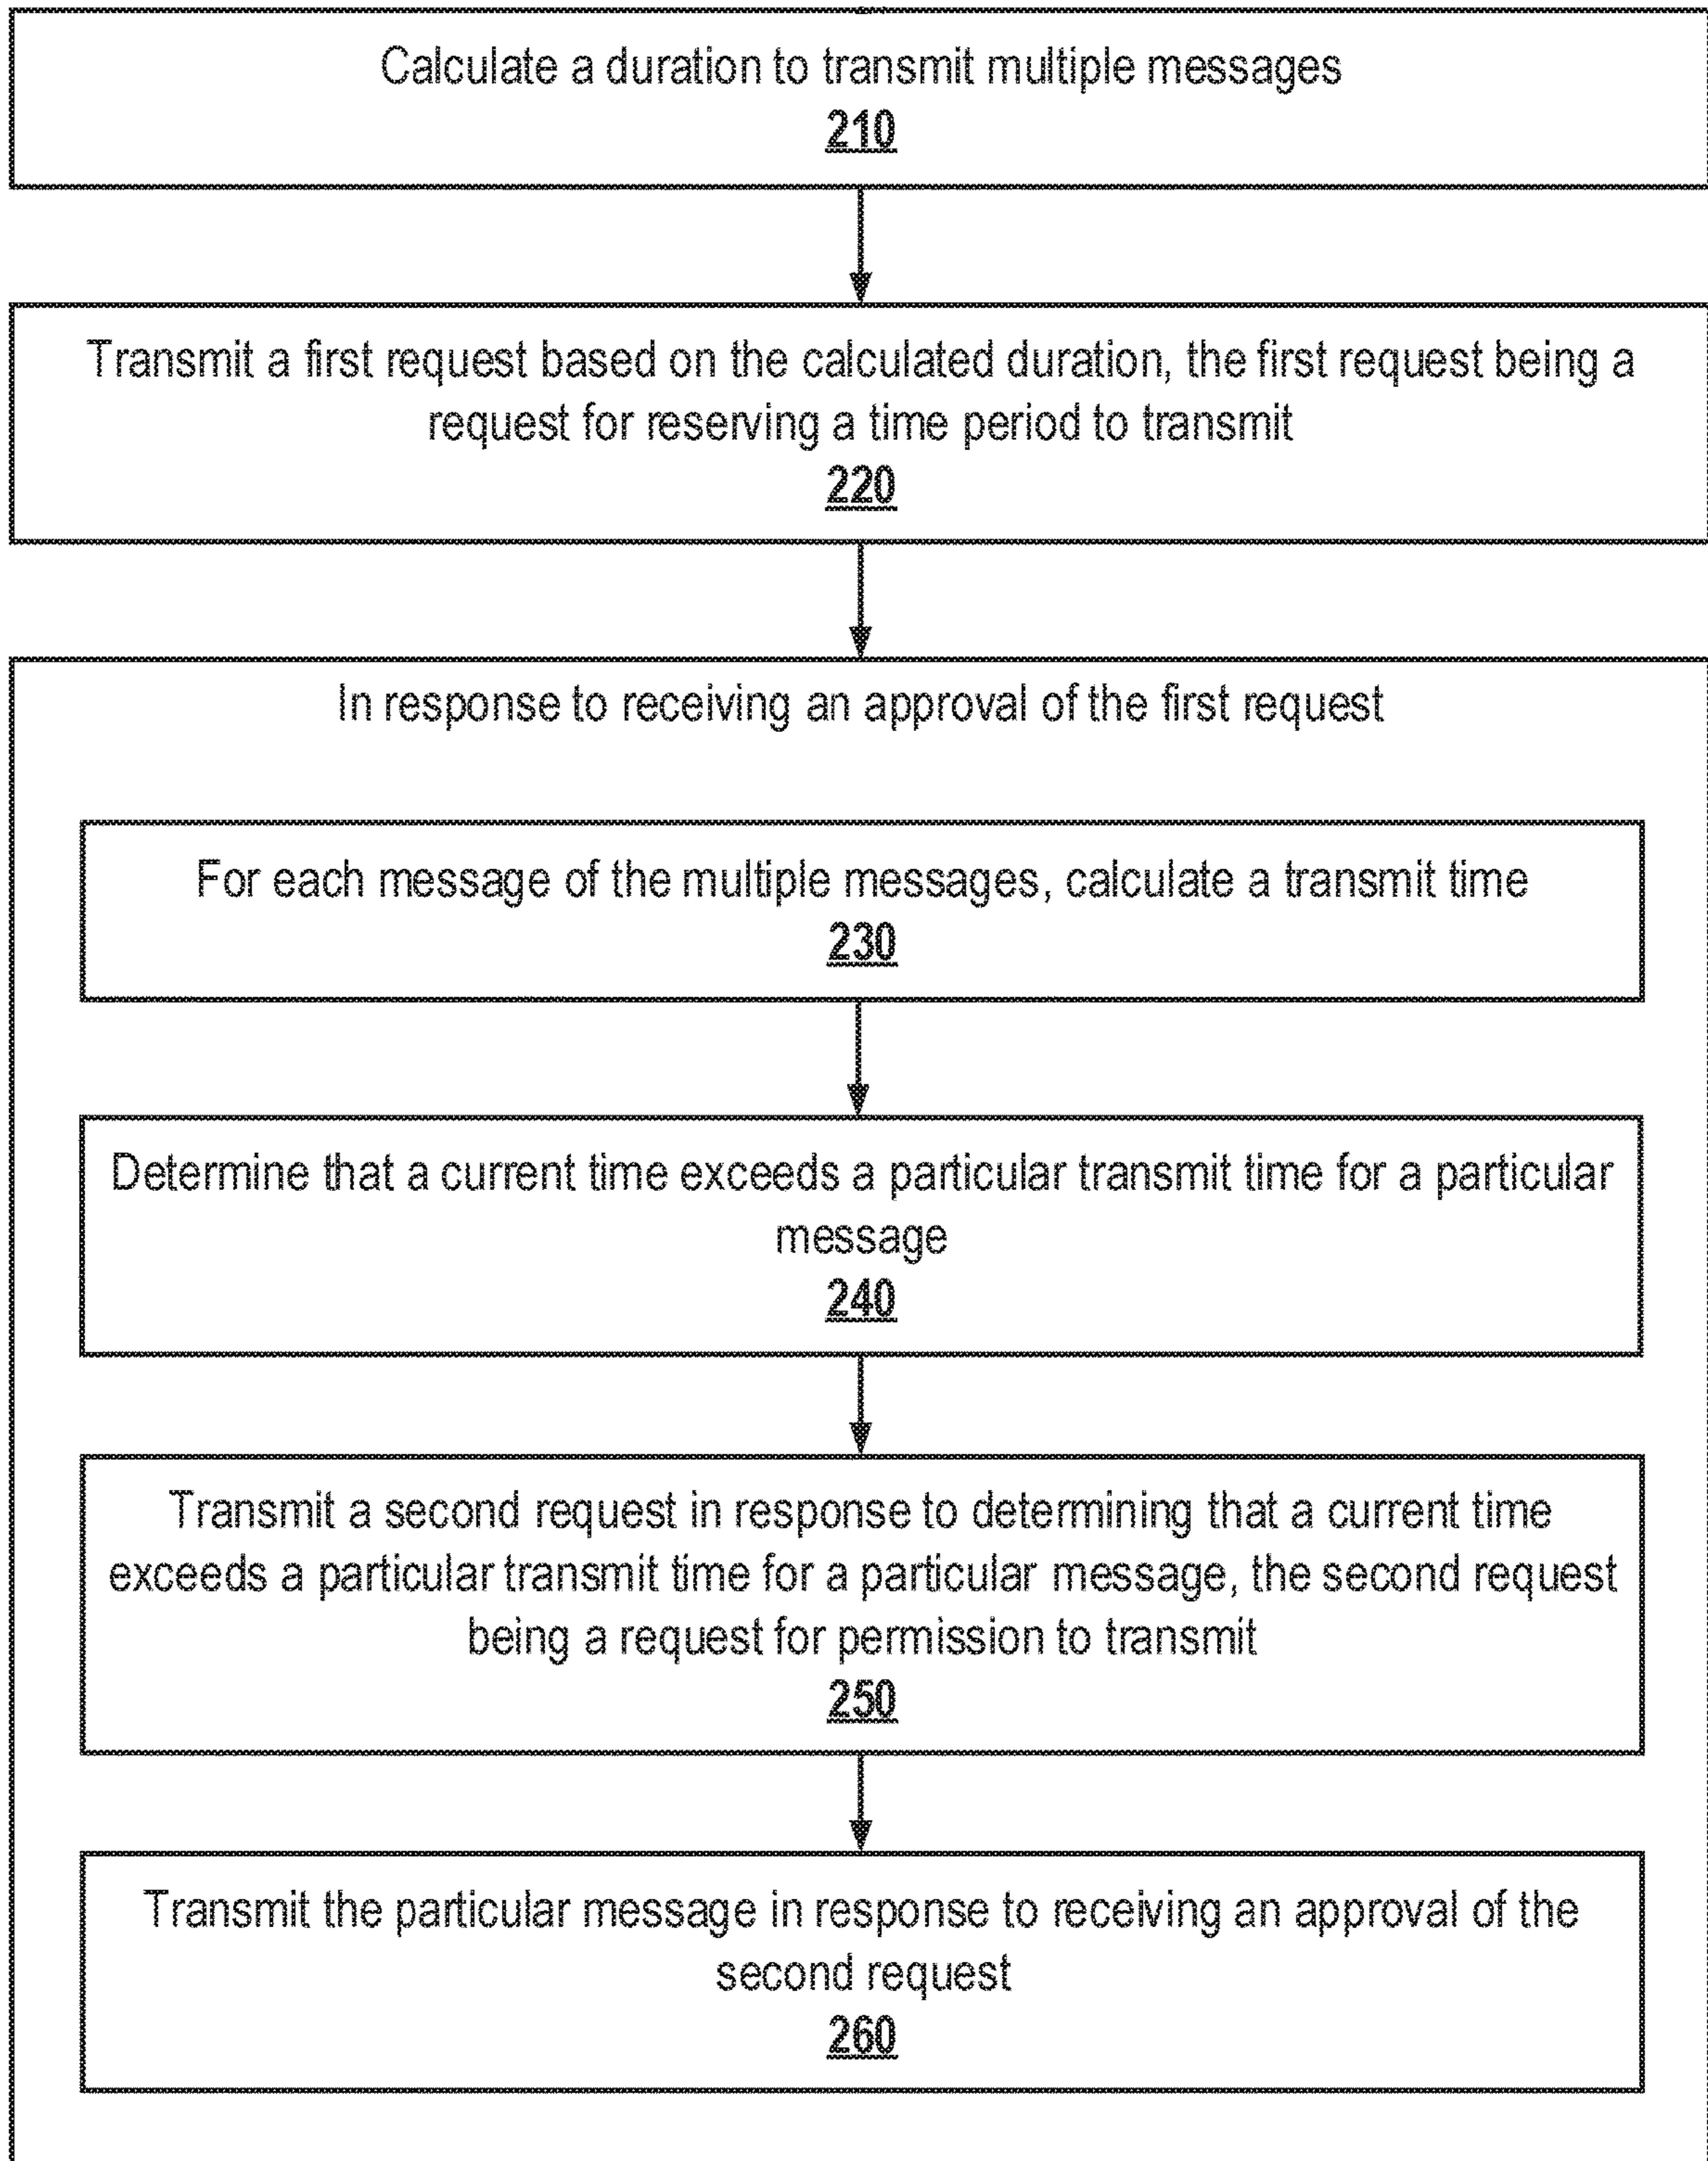 Calculate a duration to transmit multiple messages
210
Transmit a first request based on the calculated duration, the first request being a
request for reserving a time period to transmit
220
In response to receiving an approval of the first request
For each message of the multiple messages, calculate a transmit time
230
Determine that a current time exceeds a particular transmit time for a particular
message
240
Transmit a second request in response to determining that a current time
exceeds a particular transmit time for a particular message, the second request
being a request for permission to transmit
250
Transmit the particular message in response to receiving an approval of the
second request
260